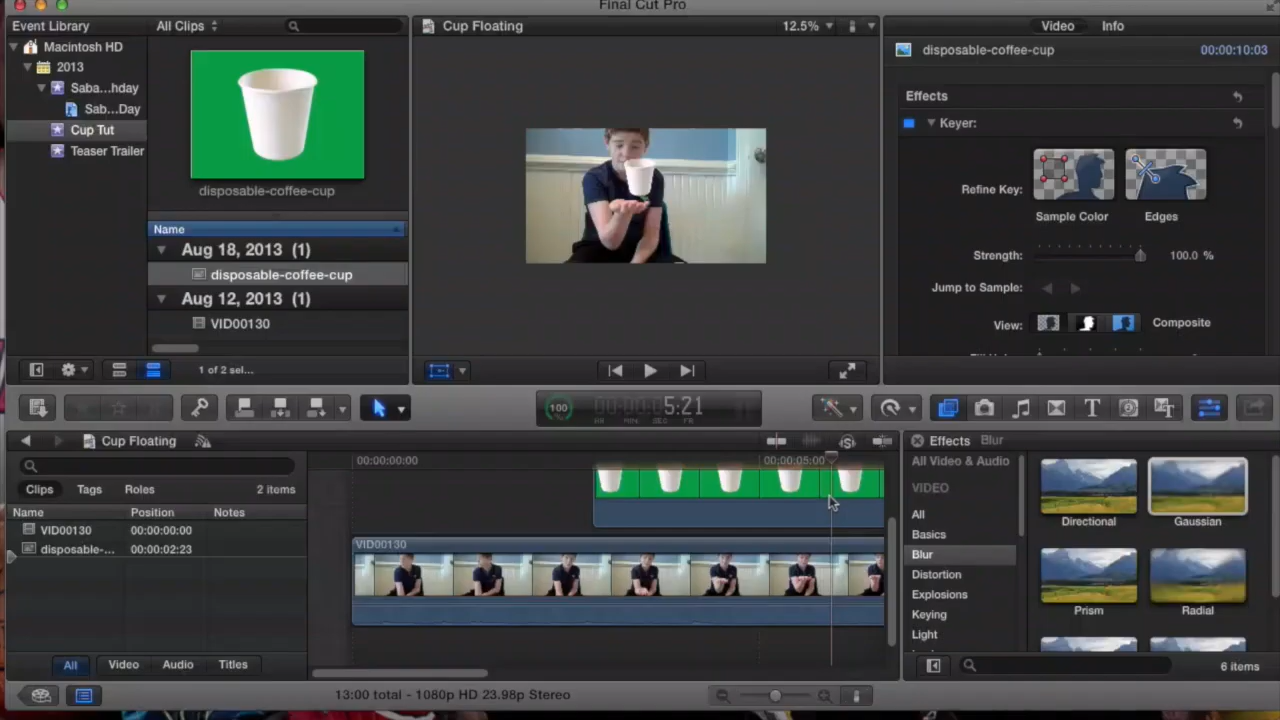 Final Cut Pro
Event Library
All Clips
Macintosh HD
2013
Saba...hday
Sab...Day
Cup Tut
Teaser Trailer
disposable-coffee-cup
Name
Aug 18, 2013 (1)
disposable-coffee-cup
Aug 12, 2013 (1)
VID00130
1 of 2 sel...
Cup Floating
12.5%
Video
Info
disposable-coffee-cup
00:00:10:03
Effects
Keyer:
Refine Key:
Sample Color
Edges
Strength:
100.0 %
Jump to Sample:
View:
Composite
100
5:21
HR MIN SEC FR
Cup Floating
Clips
Tags
Roles
2 items
Name
Position
Notes
VID00130
00:00:00:00
disposable-...
00:00:02:23
All
Video
Audio
Titles
00:00:00:00
00:00:05:00
VID00130
Effects
Blur
All Video & Audio
VIDEO
All
Basics
Blur
Distortion
Explosions
Keying
Light
Directional
Gaussian
Prism
Radial
6 items
13:00 total - 1080p HD 23.98p Stereo